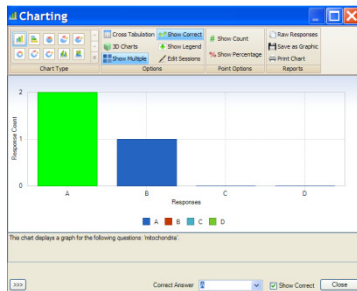 Charting
Cross Tabulation
Show Correct
3D Charts
Show Legend
Show Multiple
Edit Sessions
# Show Count
% Show Percentage
Raw Responses
Save as Graphic
Print Chart
Chart Type
Options
Point Options
Reports
Response Count
2
1
0
A B C D
Responses
A B C D
This chart displays a graph for the following questions: 'mitochondria'.
>>>
Correct Answer A
Show Correct
Close